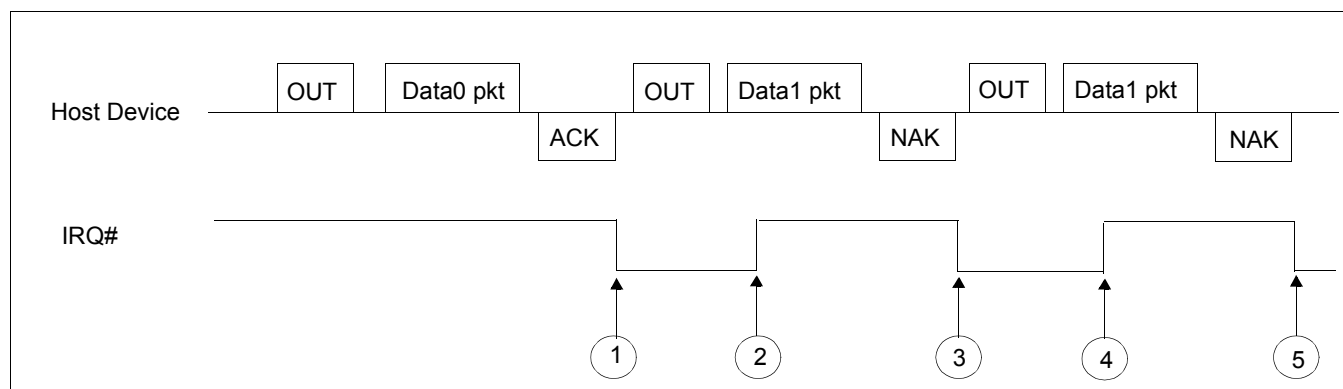 Host Device
OUT Data0 pkt ACK OUT Data1 pkt NAK OUT Data1 pkt NAK
IRQ#
1 2 3 4 5